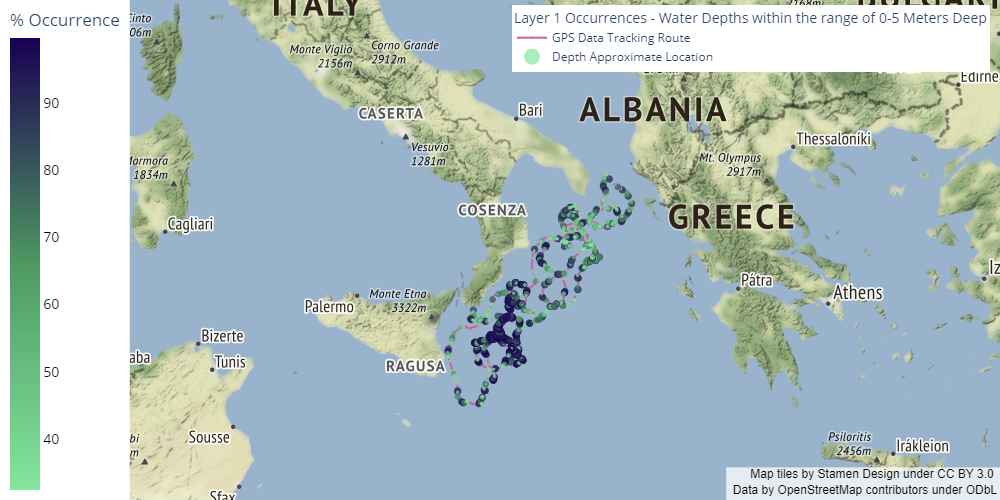 % Occurrence
90
80
70
60
50
40
Layer 1 Occurrences - Water Depths within the range of 0-5 Meters Deep
GPS Data Tracking Route
Depth Approximate Location
ITALY
Cinto
06m
Monte Viglio
2156m
Corno Grande
2912m
CASERTA
Vesuvio
1281m
Bari
ALBANIA
Edirne
Thessaloníki
Mt. Olympus
2917m
Marmora
1834m
Cagliari
COSENZA
GREECE
Pátra
Athens
Iz
Palermo
Monte Etna
3322m
RAGUSA
Bizerte
Tunis
aba
Sousse
bi
m
Sfax
Psiloritis
2456m
Irákleion
Map tiles by Stamen Design under CC BY 3.0
Data by OpenStreetMap contributors under ODbL